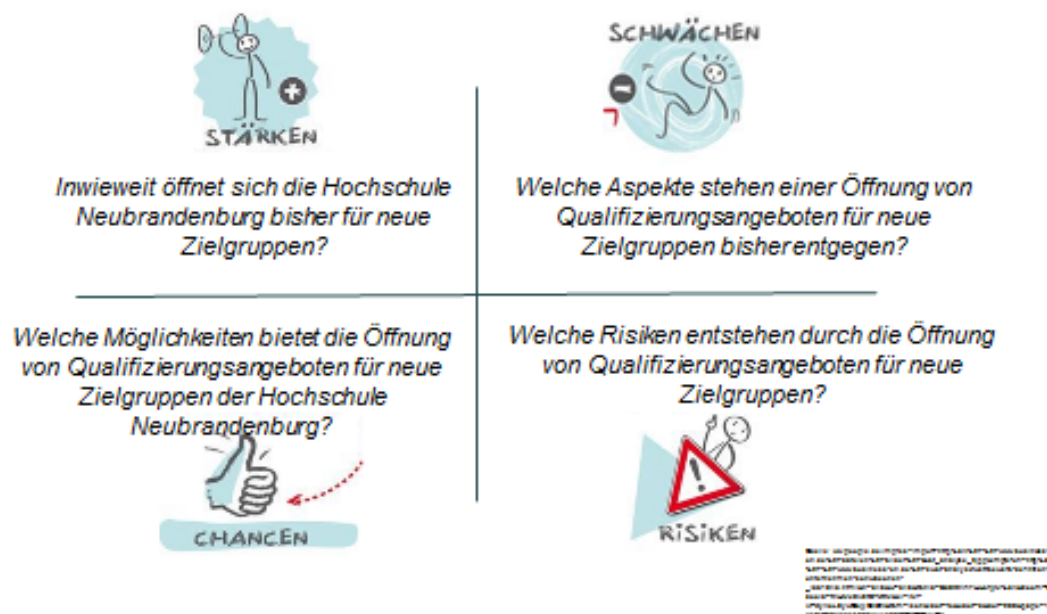 STÄRKEN
Inwieweit öffnet sich die Hochschule
Neubrandenburg bisher für neue
Zielgruppen?
SCHWÄCHEN
Welche Aspekte stehen einer Öffnung von
Qualifizierungsangeboten für neue
Zielgruppen bisher entgegen?
Welche Möglichkeiten bietet die Öffnung
von Qualifizierungsangeboten für neue
Zielgruppen der Hochschule
Neubrandenburg?
CHANCEN
Welche Risiken entstehen durch die Öffnung
von Qualifizierungsangeboten für neue
Zielgruppen?
RISIKEN